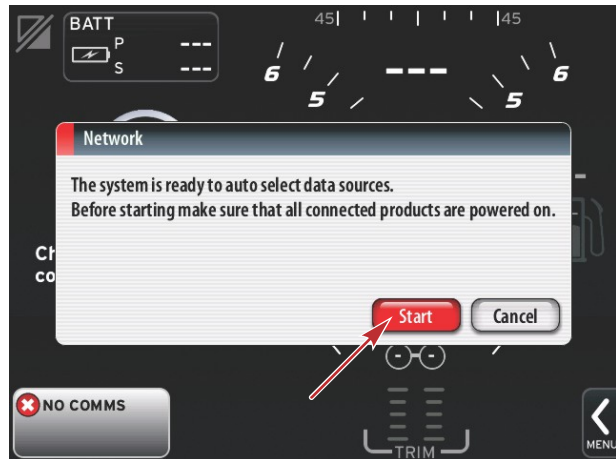 BATT
P ---
S ---
45 45
6 --- 6
5 5
Network
The system is ready to auto select data sources.
Before starting make sure that all connected products are powered on.
Start Cancel
NO COMMS
TRIM
MENU